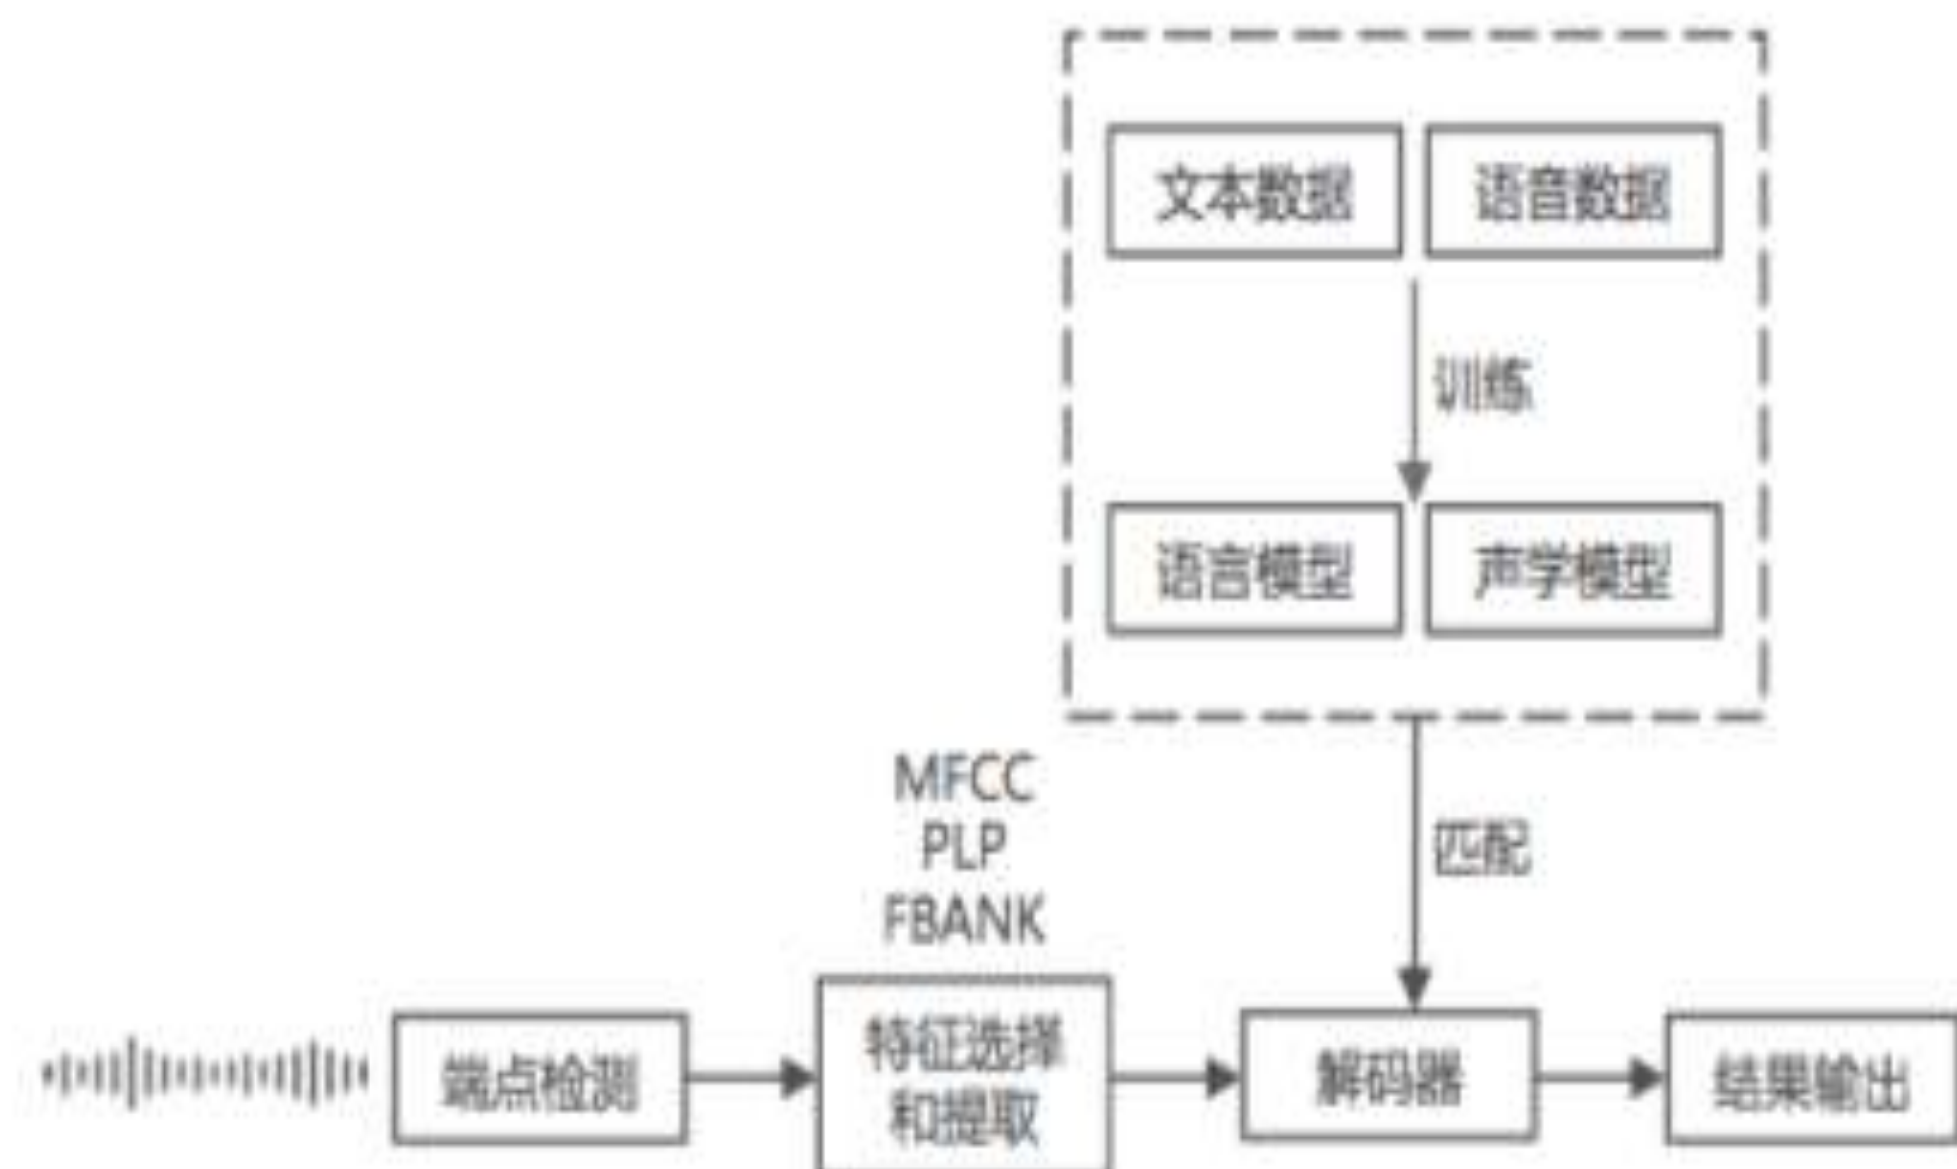 文本数据
语音数据
训练
语言模型
声学模型
MFCC
PLP
FBANK
匹配
端点检测
特征选择
和提取
解码器
结果输出